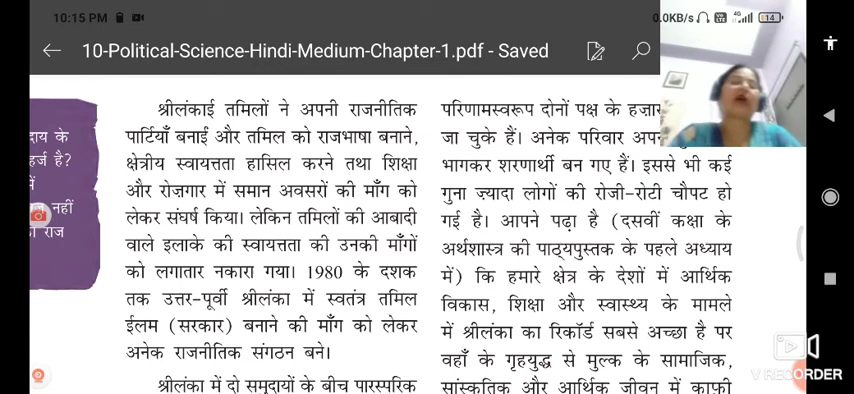 10:15 PM
0.0KB/s 4G 14
10-Political-Science-Hindi-Medium-Chapter-1.pdf - Saved
दाय के
हर्ज है?
में
नहीं
राज
श्रीलंकाई तमिलों ने अपनी राजनीतिक
पार्टियाँ बनाईं और तमिल को राजभाषा बनाने,
क्षेत्रीय स्वायत्तता हासिल करने तथा शिक्षा
और रोज़गार में समान अवसरों की माँग को
लेकर संघर्ष किया। लेकिन तमिलों की आबादी
वाले इलाके की स्वायत्तता की उनकी माँगों
को लगातार नकारा गया। 1980 के दशक
तक उत्तर-पूर्वी श्रीलंका में स्वतंत्र तमिल
ईलम (सरकार) बनाने की माँग को लेकर
अनेक राजनीतिक संगठन बने।
श्रीलंका में दो समुदायों के बीच पारस्परिक
परिणामस्वरूप दोनों पक्ष के
जा चुके हैं। अनेक परिवार
भागकर शरणार्थी बन गए हैं। इससे भी कई
गुना ज़्यादा लोगों की रोजी-रोटी चौपट हो
गई है। आपने पढ़ा है (दसवीं कक्षा के
अर्थशास्त्र की पाठ्यपुस्तक के पहले अध्याय
में) कि हमारे क्षेत्र के देशों में आर्थिक
विकास, शिक्षा और स्वास्थ्य के मामले
में श्रीलंका का रिकॉर्ड सबसे अच्छा है पर
वहाँ के गृहयुद्ध से मुल्क के सामाजिक,
सांस्कृतिक और आर्थिक जीवन में काफ़ी
V RECORDER